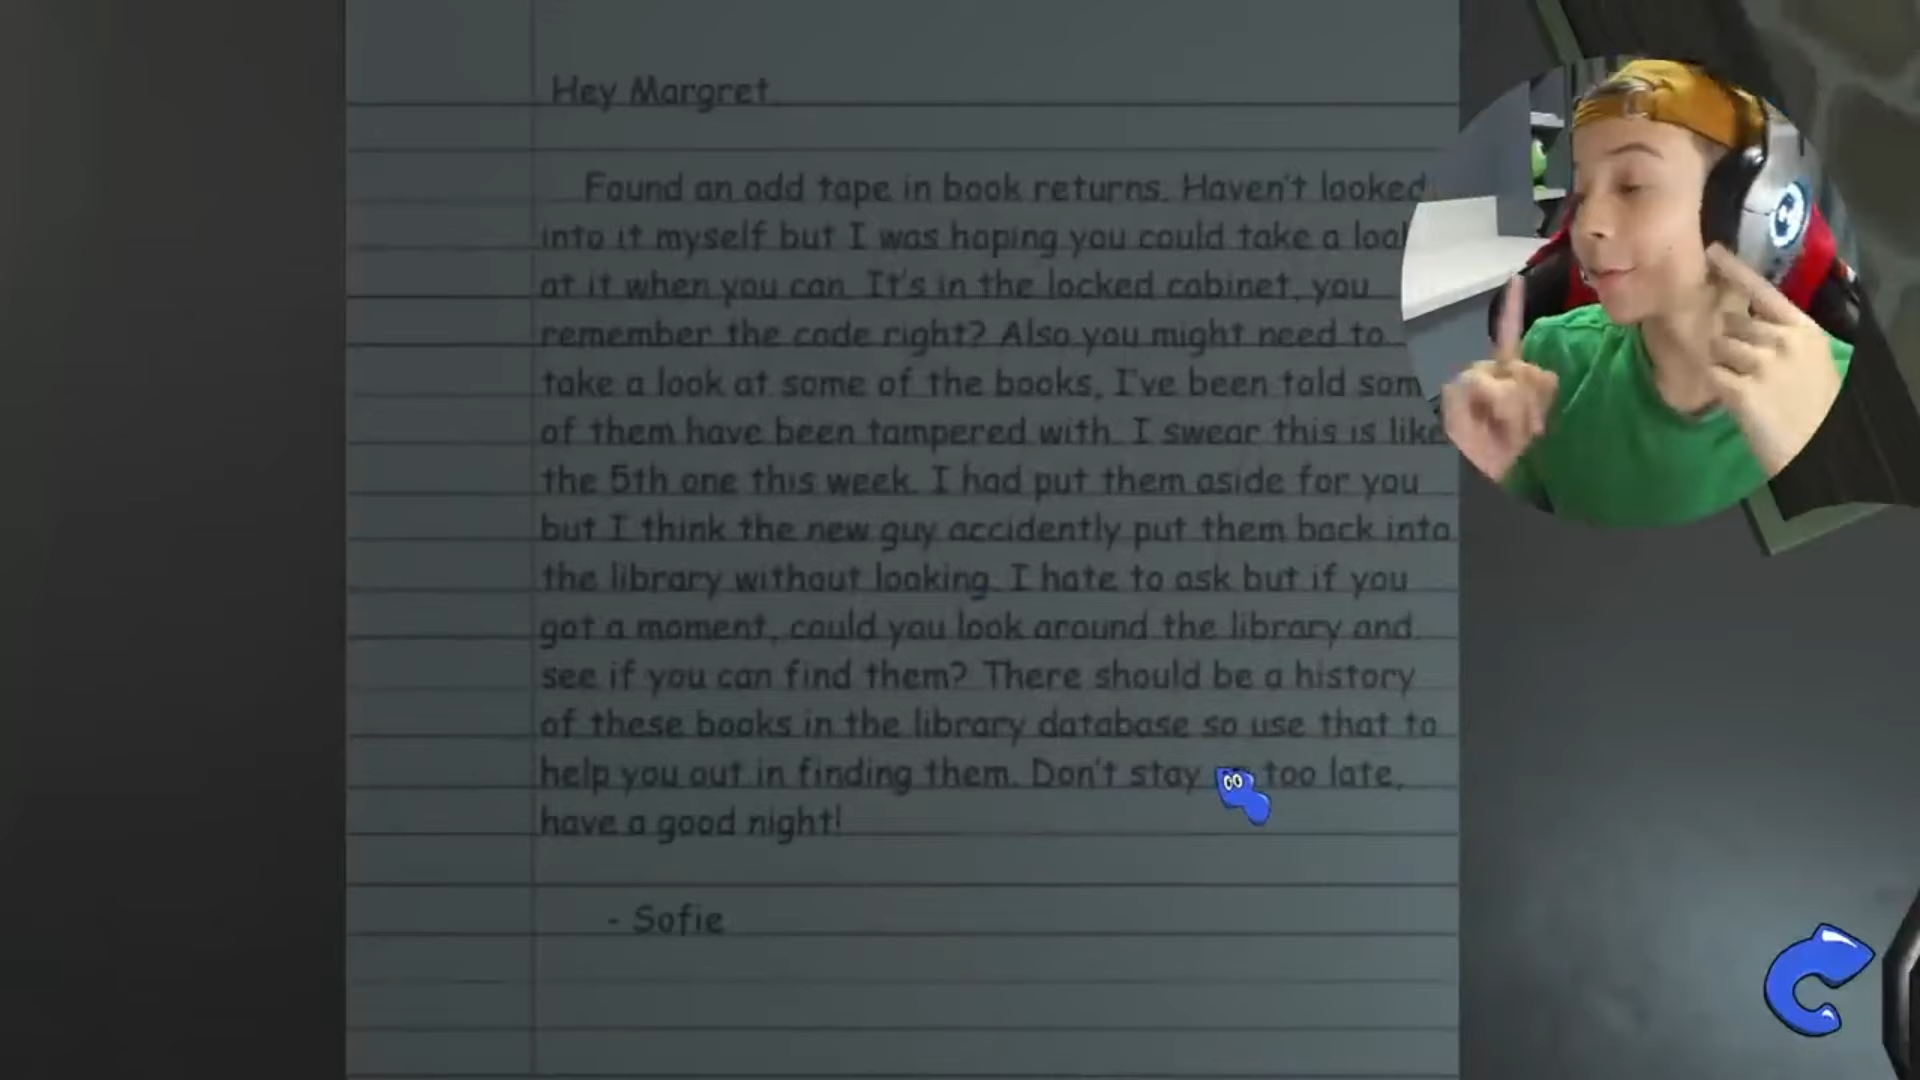 Hey Margret
Found an odd tape in book returns. Haven't looked
into it myself but I was hoping you could take a
at it when you can. It's in the locked cabinet, you
remember the code right? Also you might need to
take a look at some of the books, I've been told
of them have been tampered with. I swear this is like
the 5th one this week. I had put them aside for you
but I think the new guy accidently put them back into
the library without looking. I hate to ask but if you
got a moment, could you look around the library and
see if you can find them? There should be a history
of these books in the library database so use that to
help you out in finding them. Don't stay too late,
have a good night!
- Sofie